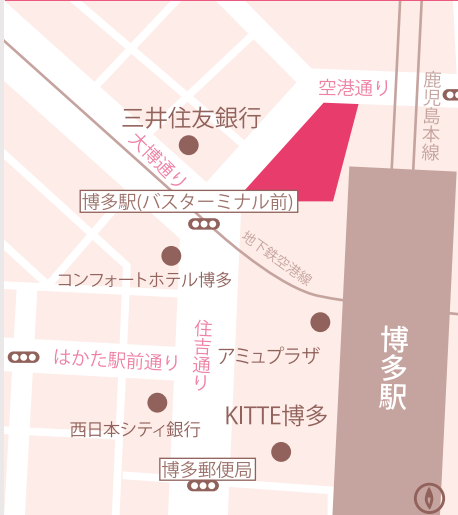 空港通り
鹿児島本線
三井住友銀行
大博通り
博多駅(バスターミナル前)
地下鉄空港線
コンフォートホテル博多
住吉通り
はかた駅前通り
アミュプラザ
博多駅
西日本シティ銀行
KITTE博多
博多郵便局